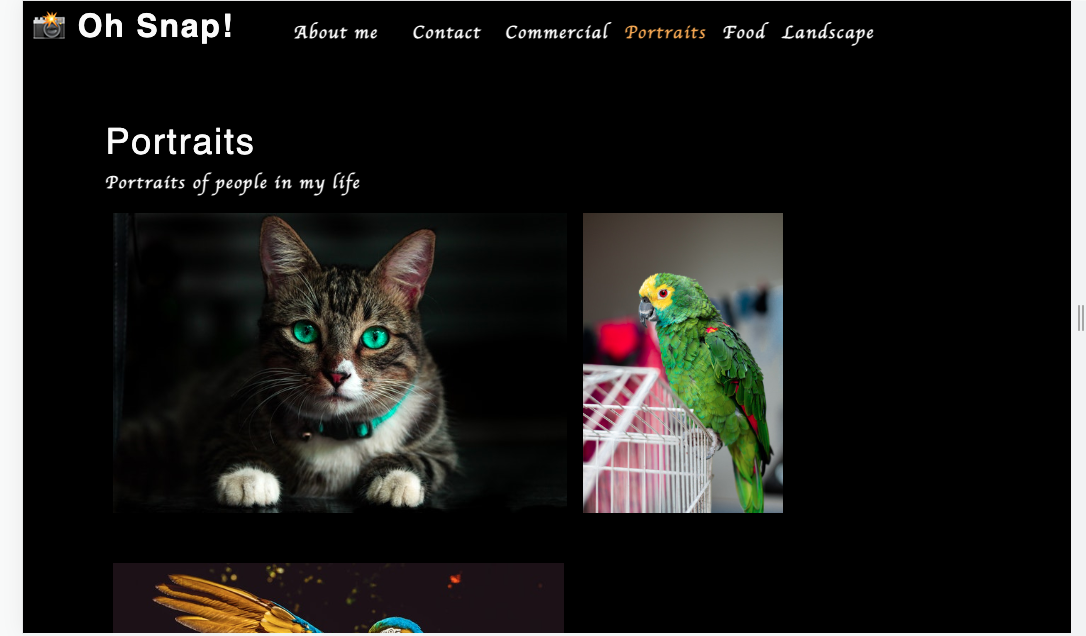 Oh Snap! About me Contact Commercial Portraits Food Landscape
Portraits
Portraits of people in my life